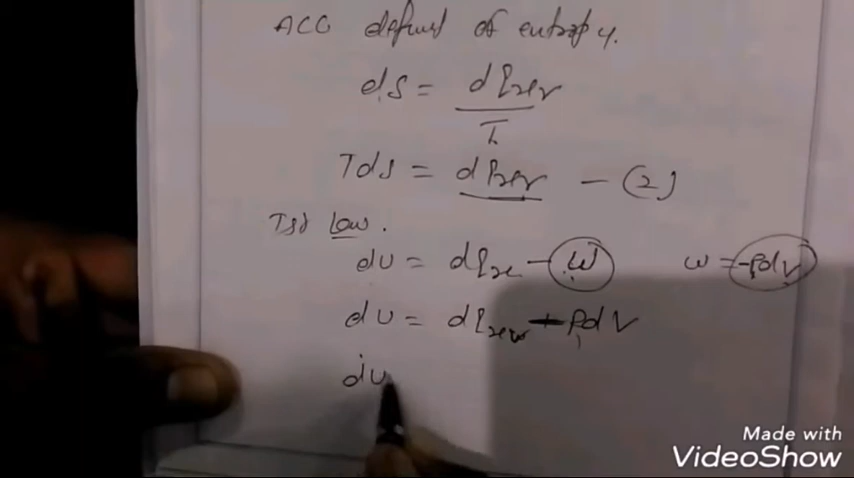 Acc defined of entropy.
ds = dqrev
T
Tds = dqrev - (2)
Ist Law.
du = dqre - w w = -pdv
du = dqrev + pdv
du
Made with
VideoShow